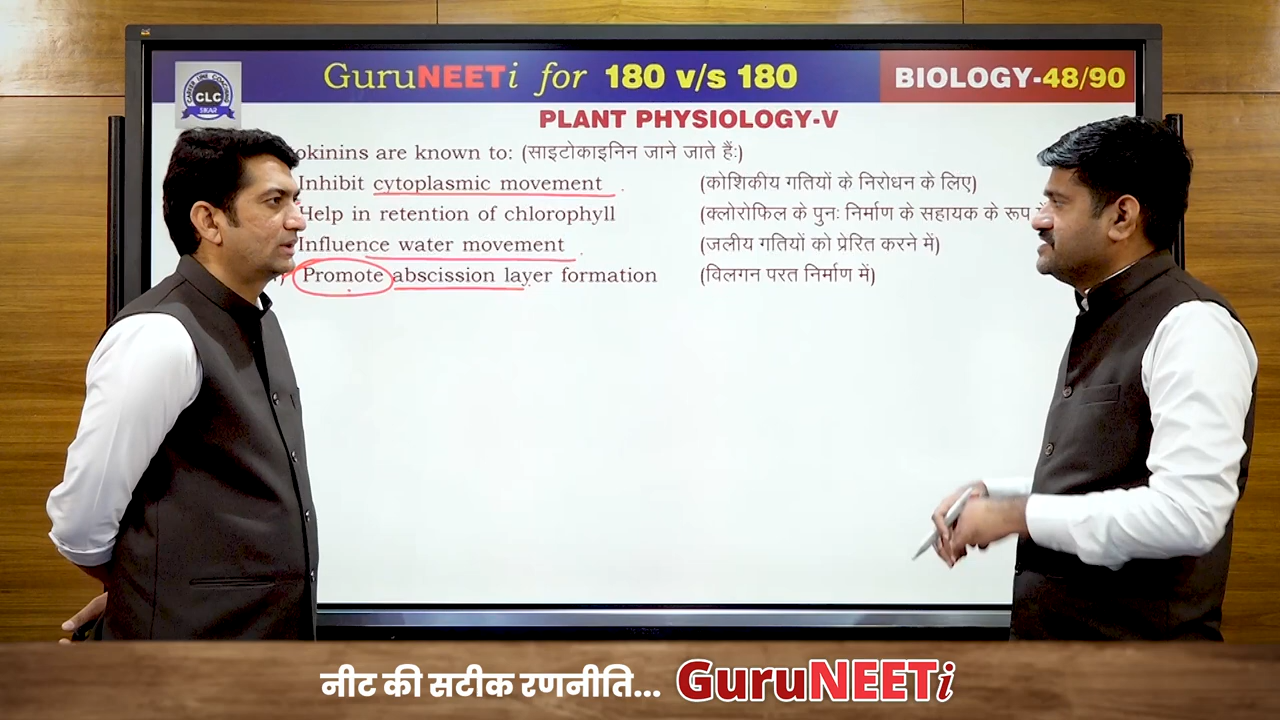 GuruNEETi for 180 v/s 180
BIOLOGY-48/90
CLC
SIKAR
PLANT PHYSIOLOGY-V
okinins are known to: (साइटोकाइनिन जाने जाते हैं:)
Inhibit cytoplasmic movement (कोशिकीय गतियों के निरोधन के लिए)
Help in retention of chlorophyll (क्लोरोफिल के पुनः निर्माण के सहायक के रूप
Influence water movement (जलीय गतियों को प्रेरित करने में)
Promote abscission layer formation (विलगन परत निर्माण में)
नीट की सटीक रणनीति... GuruNEETi